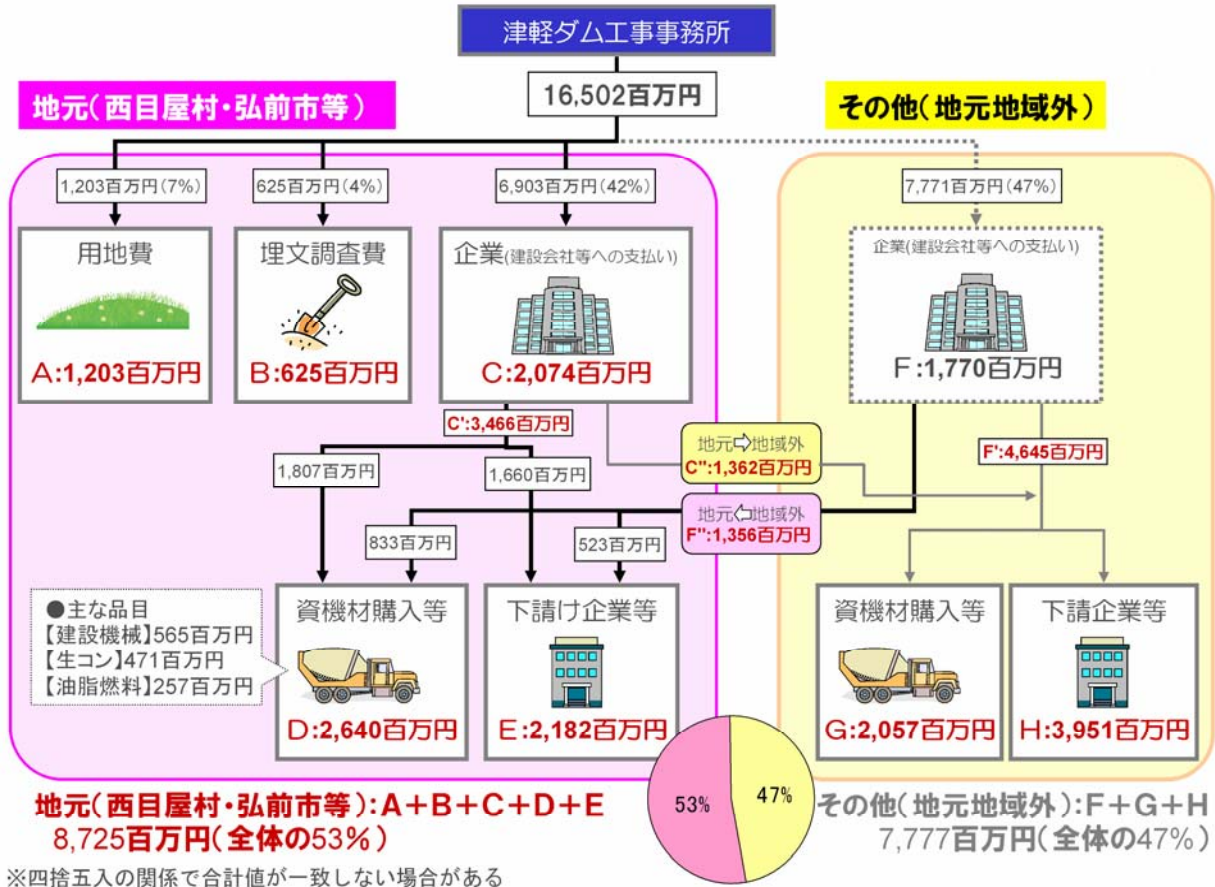 津軽ダム工事事務所
16,502百万円
地元(西目屋村・弘前市等)
その他(地元地域外)
1,203百万円(7%)
625百万円(4%)
6,903百万円(42%)
7,771百万円(47%)
用地費
A:1,203百万円
埋文調査費
B:625百万円
企業(建設会社等への支払い)
C:2,074百万円
企業(建設会社等への支払い)
F:1,770百万円
C':3,466百万円
1,807百万円
1,660百万円
地元⇨地域外
C":1,362百万円
F':4,645百万円
地元⇦地域外
F":1,356百万円
833百万円
523百万円
●主な品目
【建設機械】565百万円
【生コン】471百万円
【油脂燃料】257百万円
資機材購入等
D:2,640百万円
下請け企業等
E:2,182百万円
資機材購入等
G:2,057百万円
下請企業等
H:3,951百万円
53%
47%
地元(西目屋村・弘前市等):A+B+C+D+E
8,725百万円(全体の53%)
その他(地元地域外):F+G+H
7,777百万円(全体の47%)
※四捨五入の関係で合計値が一致しない場合がある